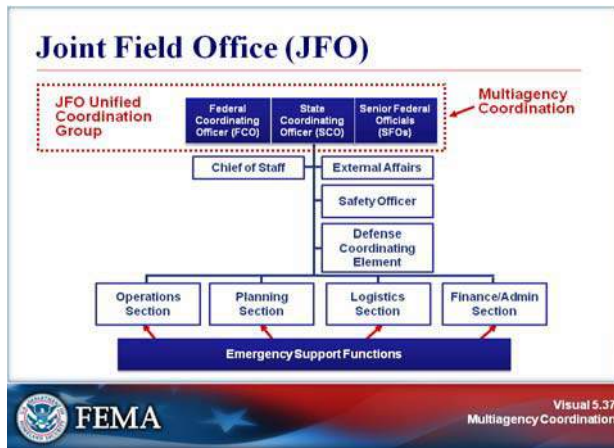 Joint Field Office (JFO)
JFO Unified
Coordination
Group
Federal
Coordinating
Officer (FCO)
State
Coordinating
Officer (SCO)
Senior Federal
Officials
(SFOs)
Multiagency
Coordination
Chief of Staff
External Affairs
Safety Officer
Defense
Coordinating
Element
Operations
Section
Planning
Section
Logistics
Section
Finance/Admin
Section
Emergency Support Functions
FEMA
Visual 5.37
Multiagency Coordination